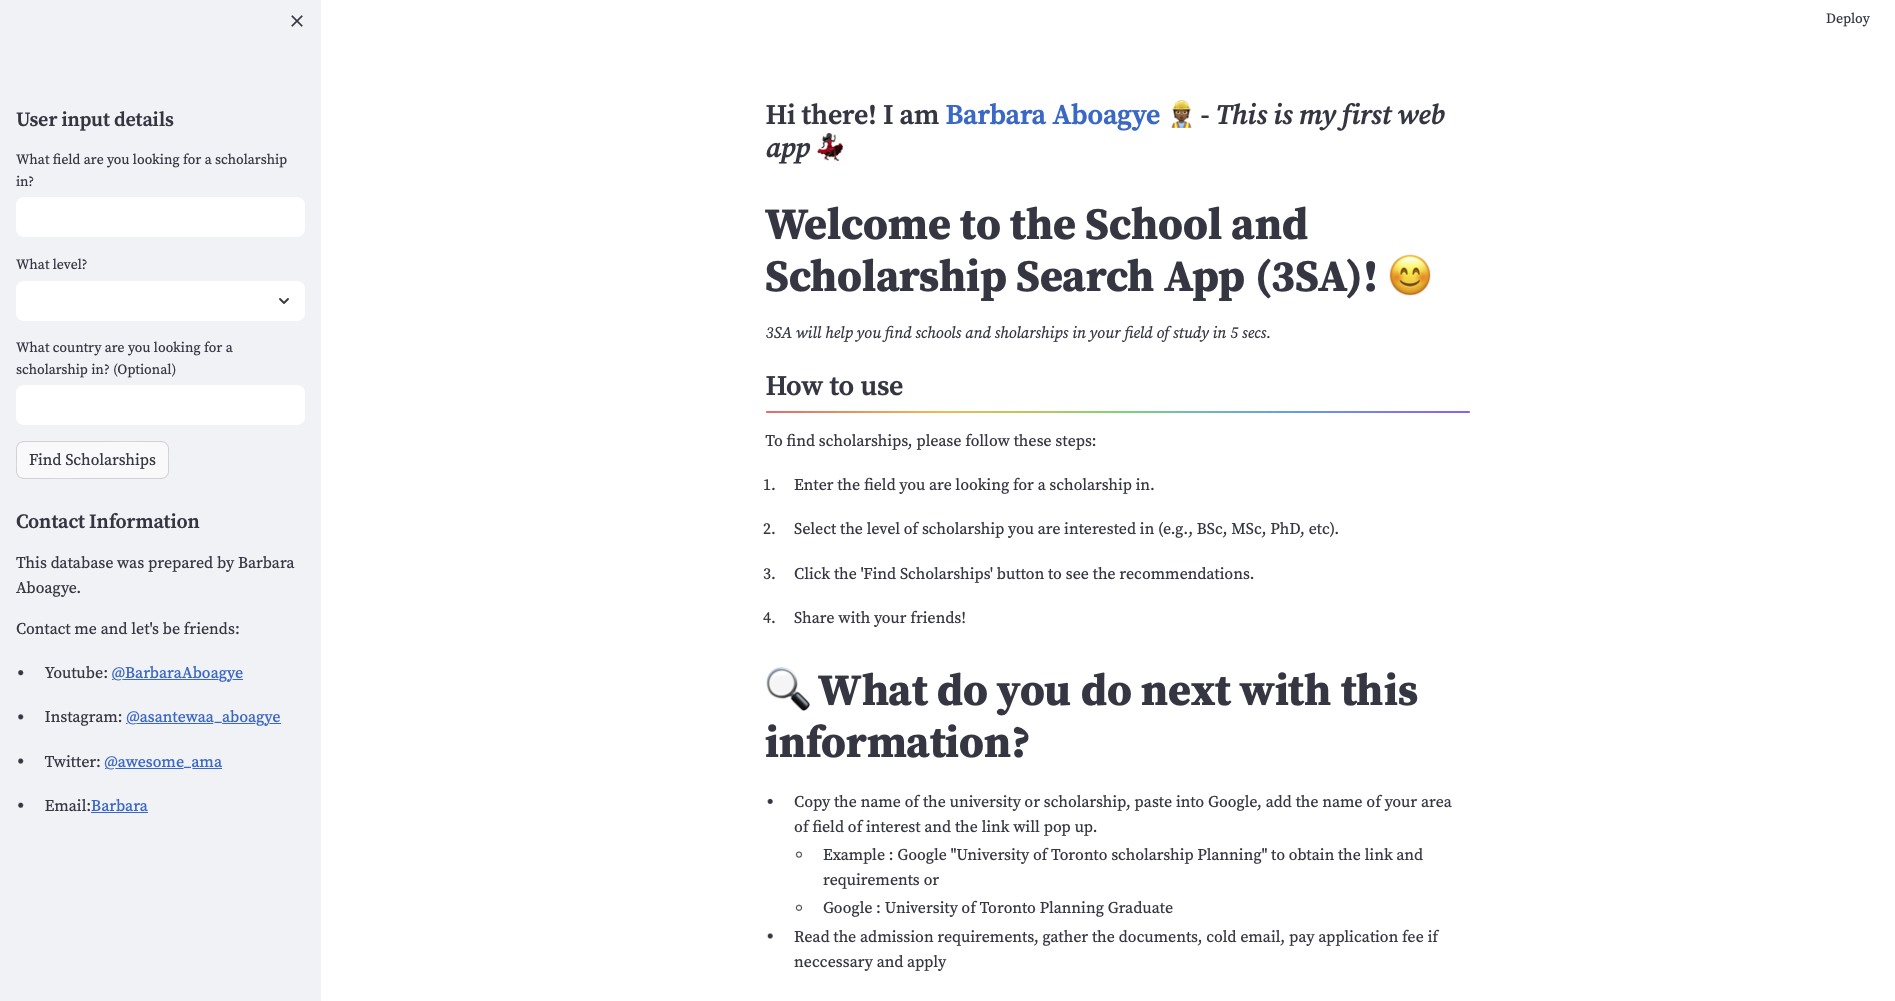 Deploy
User input details
What field are you looking for a scholarship
in?
What level?
What country are you looking for a
scholarship in? (Optional)
Find Scholarships
Contact Information
This database was prepared by Barbara
Aboagye.
Contact me and let's be friends:
• Youtube: @BarbaraAboagye
• Instagram: @asantewaa_aboagye
• Twitter: @awesome_ama
• Email:Barbara
Hi there! I am Barbara Aboagye 👷🏾‍♀️ - This is my first web
app 💃🏿
Welcome to the School and
Scholarship Search App (3SA)! 😊
3SA will help you find schools and sholarships in your field of study in 5 secs.
How to use
To find scholarships, please follow these steps:
1. Enter the field you are looking for a scholarship in.
2. Select the level of scholarship you are interested in (e.g., BSc, MSc, PhD, etc).
3. Click the 'Find Scholarships' button to see the recommendations.
4. Share with your friends!
🔍 What do you do next with this
information?
• Copy the name of the university or scholarship, paste into Google, add the name of your area
of field of interest and the link will pop up.
◦ Example : Google "University of Toronto scholarship Planning" to obtain the link and
requirements or
◦ Google : University of Toronto Planning Graduate
• Read the admission requirements, gather the documents, cold email, pay application fee if
neccessary and apply